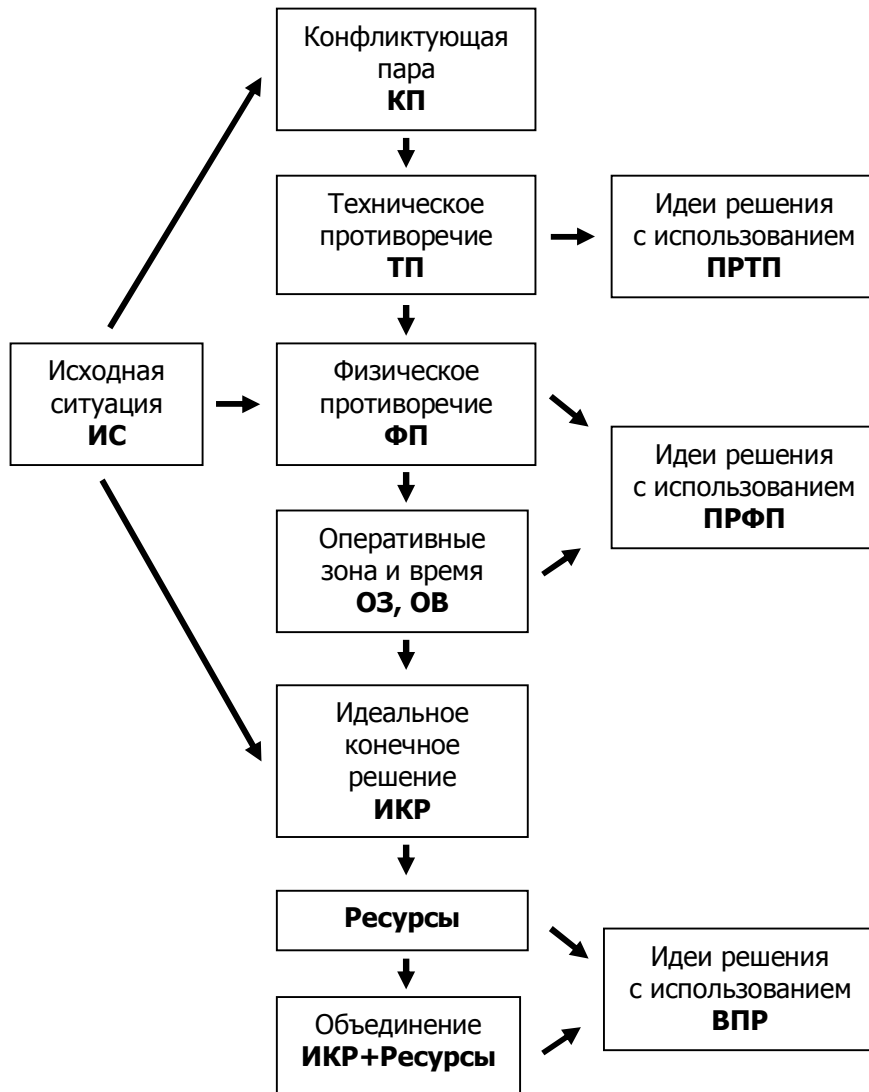 Конфликтующая
пара
КП
Техническое
противоречие
ТП
Идеи решения
с использованием
ПРТП
Исходная
ситуация
ИС
Физическое
противоречие
ФП
Идеи решения
с использованием
ПРФП
Оперативные
зона и время
ОЗ, ОВ
Идеальное
конечное
решение
ИКР
Ресурсы
Идеи решения
с использованием
ВПР
Объединение
ИКР+Ресурсы